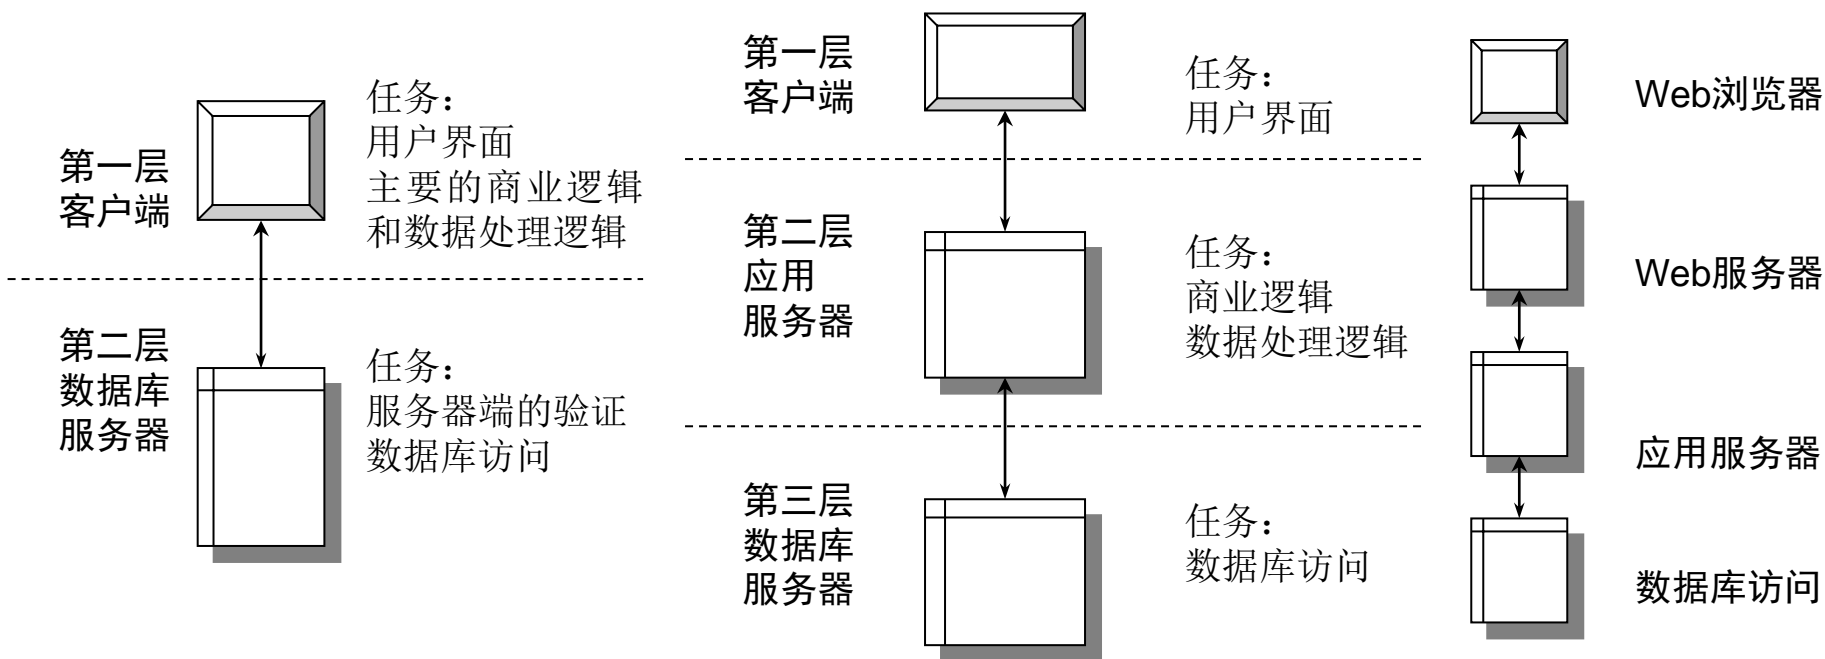 第一层
客户端
任务：
用户界面
主要的商业逻辑
和数据处理逻辑
第二层
数据库
服务器
任务：
服务器端的验证
数据库访问
第一层
客户端
任务：
用户界面
第二层
应用
服务器
任务：
商业逻辑
数据处理逻辑
第三层
数据库
服务器
任务：
数据库访问
Web浏览器
Web服务器
应用服务器
数据库访问